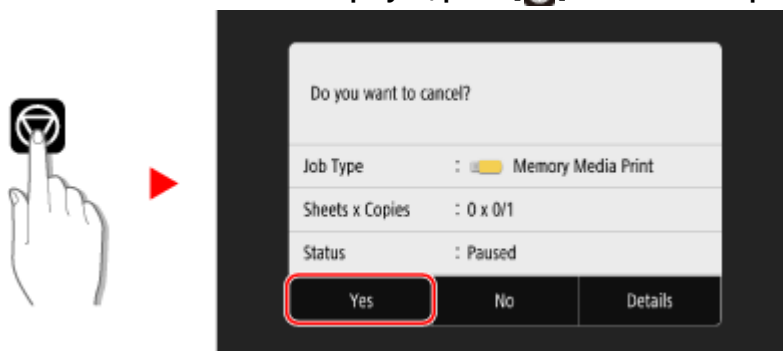 Do you want to cancel?
Job Type : Memory Media Print
Sheets x Copies : 0 x 0/1
Status : Paused
Yes No Details